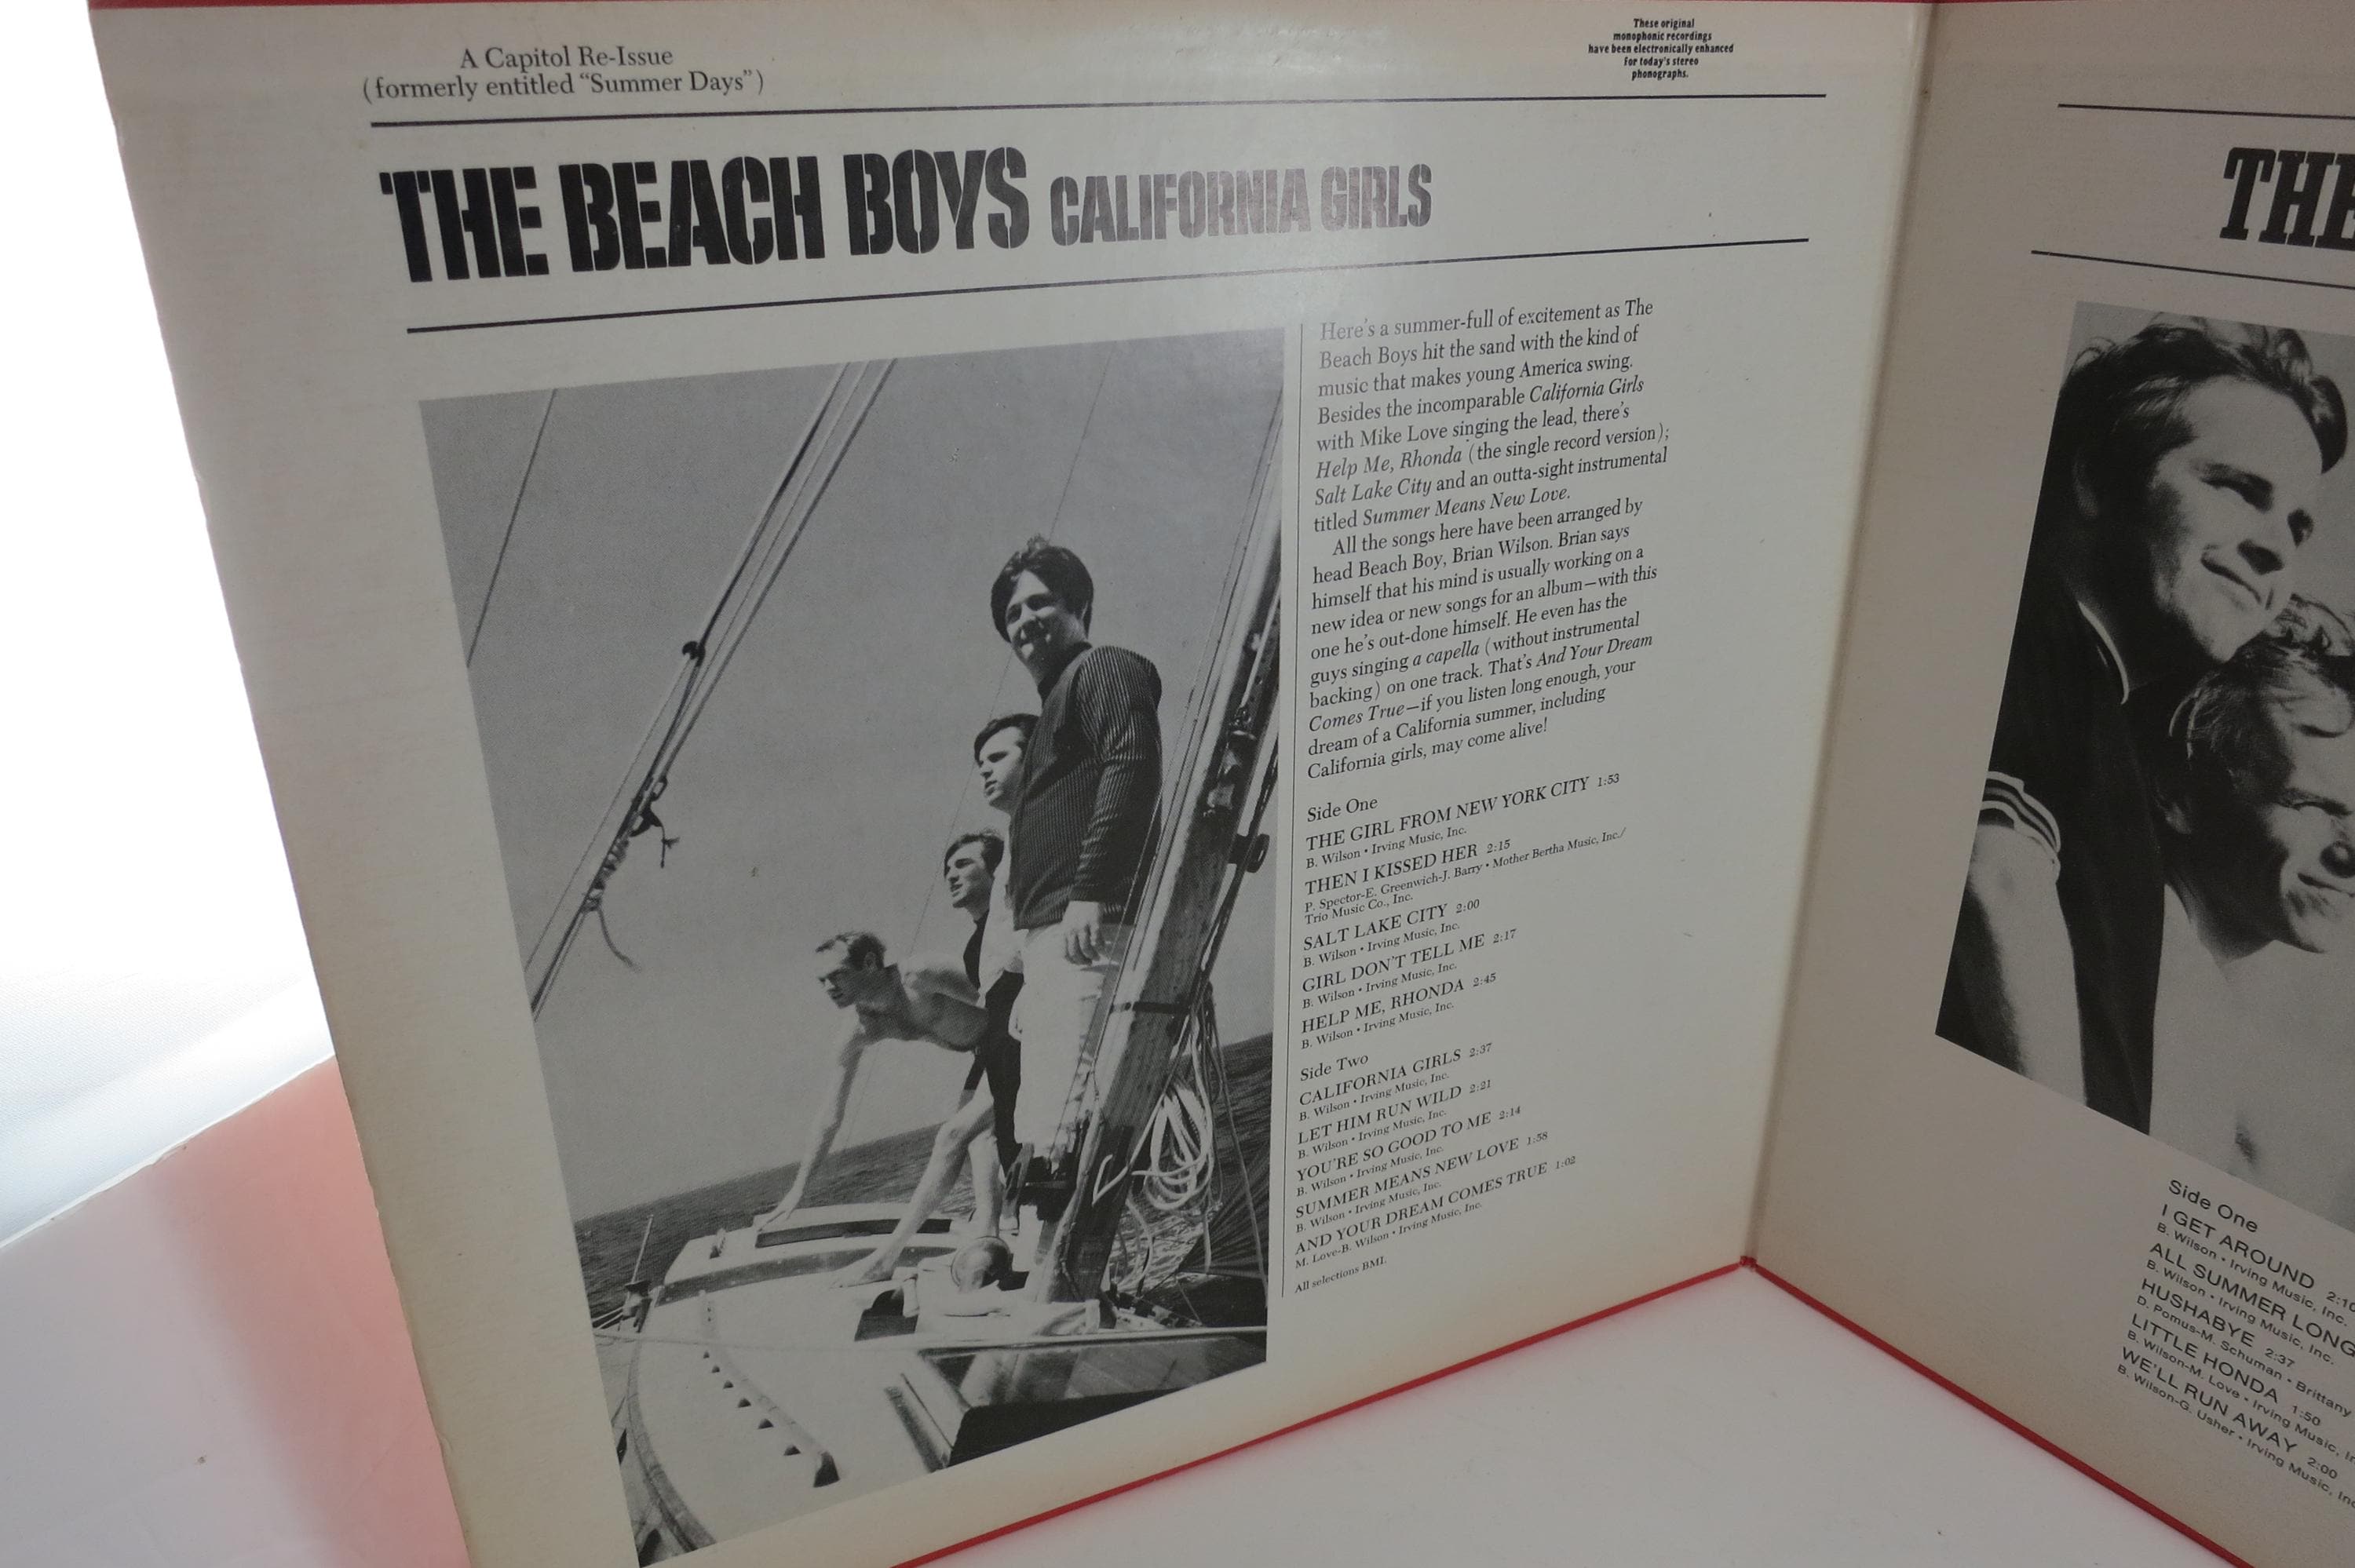 A Capitol Re-Issue
(formerly entitled “Summer Days”)
These original
monophonic recordings
have been electronically enhanced
for today's stereo
phonographs.
THE BEACH BOYS CALIFORNIA GIRLS
Here's a summer-full of excitement as The
Beach Boys hit the sand with the kind of
music that makes young America swing.
Besides the incomparable California Girls
with Mike Love singing the lead, there's
Help Me, Rhonda (the single record version);
Salt Lake City and an outta-sight instrumental
titled Summer Means New Love.
All the songs here have been arranged by
head Beach Boy, Brian Wilson. Brian says
himself that his mind is usually working on a
new idea or new songs for an album—with this
one he's out-done himself. He even has the
guys singing a capella (without instrumental
backing) on one track. That's And Your Dream
Comes True—if you listen long enough, your
dream of a California summer, including
California girls, may come alive!
Side One
THE GIRL FROM NEW YORK CITY 1:53
B. Wilson • Irving Music, Inc.
THEN I KISSED HER 2:15
P. Spector-E. Greenwich-J. Barry • Mother Bertha Music, Inc./
Trio Music Co., Inc.
SALT LAKE CITY 2:00
B. Wilson • Irving Music, Inc.
GIRL DON'T TELL ME 2:17
B. Wilson • Irving Music, Inc.
HELP ME, RHONDA 2:45
B. Wilson • Irving Music, Inc.
Side Two
CALIFORNIA GIRLS 2:37
B. Wilson • Irving Music, Inc.
LET HIM RUN WILD 2:21
B. Wilson • Irving Music, Inc.
YOU'RE SO GOOD TO ME 2:14
B. Wilson • Irving Music, Inc.
SUMMER MEANS NEW LOVE 1:58
B. Wilson • Irving Music, Inc.
AND YOUR DREAM COMES TRUE 1:02
M. Love-B. Wilson • Irving Music, Inc.
All selections BMI.
THE
Side One
I GET AROUND 2:10
B. Wilson • Irving Music, Inc.
ALL SUMMER LONG
B. Wilson • Irving Music, Inc.
HUSHABYE 2:37
D. Pomus-M. Schuman • Brittany
LITTLE HONDA 1:50
B. Wilson-M. Love • Irving Music, In
WE'LL RUN AWAY 2:00
B. Wilson-G. Usher • Irving Music, Inc